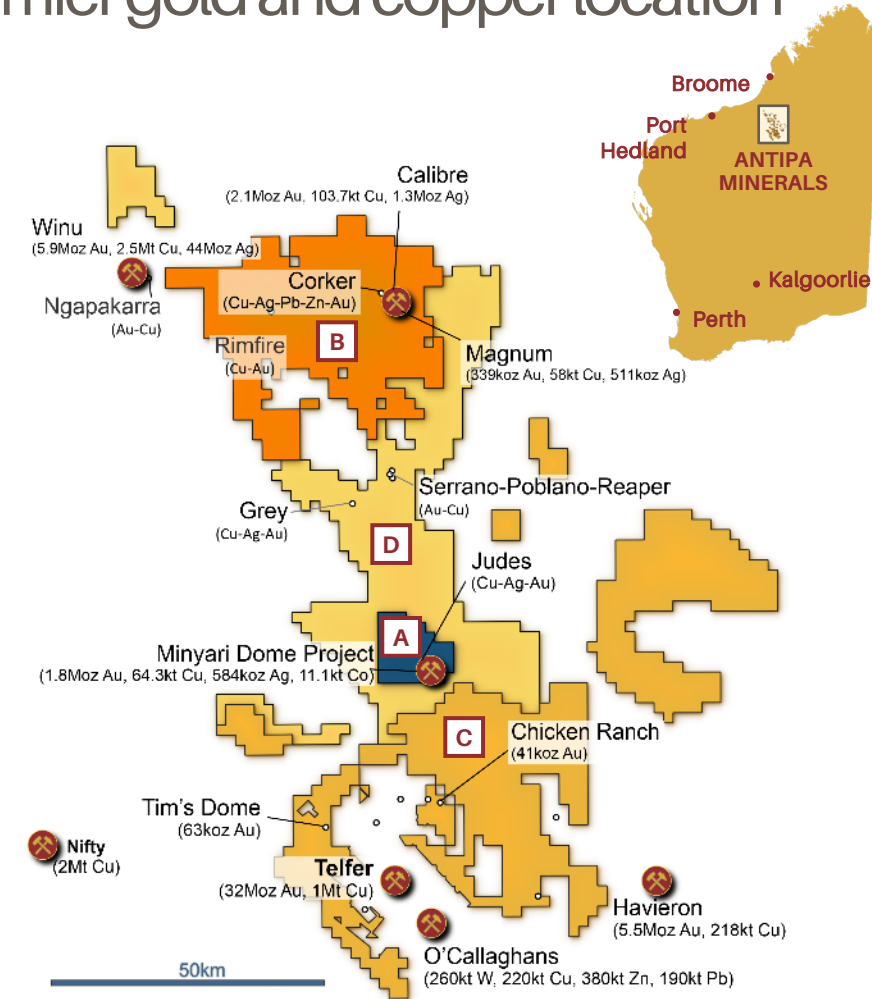 gold and copper location
Broome
Port
Hedland
ANTIPA
MINERALS
Kalgoorlie
Perth
Calibre
(2.1Moz Au, 103.7kt Cu, 1.3Moz Ag)
Winu
(5.9Moz Au, 2.5Mt Cu, 44Moz Ag)
Corker
(Cu-Ag-Pb-Zn-Au)
Ngapakarra
(Au-Cu)
B
Rimfire
(Cu-Au)
Magnum
(339koz Au, 58kt Cu, 511koz Ag)
Serrano-Poblano-Reaper
(Au-Cu)
Grey
(Cu-Ag-Au)
D
Judes
(Cu-Ag-Au)
A
Minyari Dome Project
(1.8Moz Au, 64.3kt Cu, 584koz Ag, 11.1kt Co)
C
Chicken Ranch
(41koz Au)
Tim's Dome
(63koz Au)
Nifty
(2Mt Cu)
Telfer
(32Moz Au, 1Mt Cu)
Havieron
(5.5Moz Au, 218kt Cu)
O'Callaghans
(260kt W, 220kt Cu, 380kt Zn, 190kt Pb)
50km